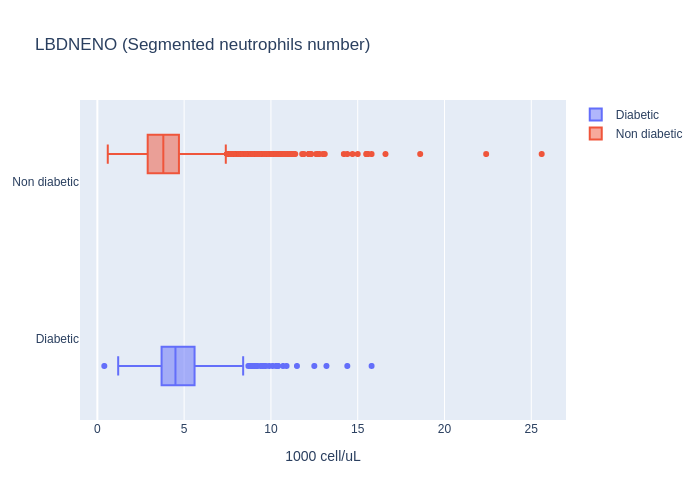 LBDNENO (Segmented neutrophils number)
Diabetic
Non diabetic
Non diabetic
Diabetic
0 5 10 15 20 25
1000 cell/uL